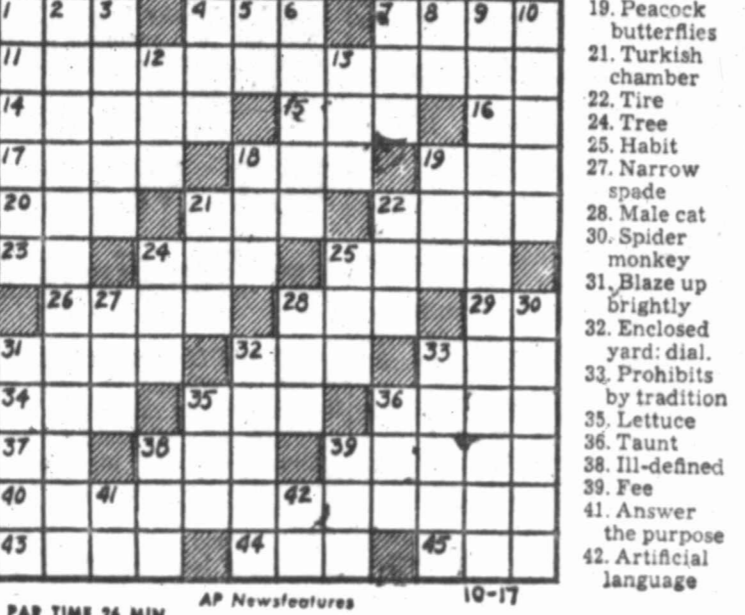 1 2 3 4 5 6 7 8 9 10
11 12 13
14 15 16
17 18 19
20 21 22
23 24 25
26 27 28 29 30
31 32 33
34 35 36
37 38 39
40 41 42
43 44 45
PAR TIME 26 MIN.
AP Newsfeatures
10-17
19. Peacock
butterflies
21. Turkish
chamber
22. Tire
24. Tree
25. Habit
27. Narrow
spade
28. Male cat
30. Spider
monkey
31. Blaze up
brightly
32. Enclosed
yard: dial.
33. Prohibits
by tradition
35. Lettuce
36. Taunt
38. Ill-defined
39. Fee
41. Answer
the purpose
42. Artificial
language